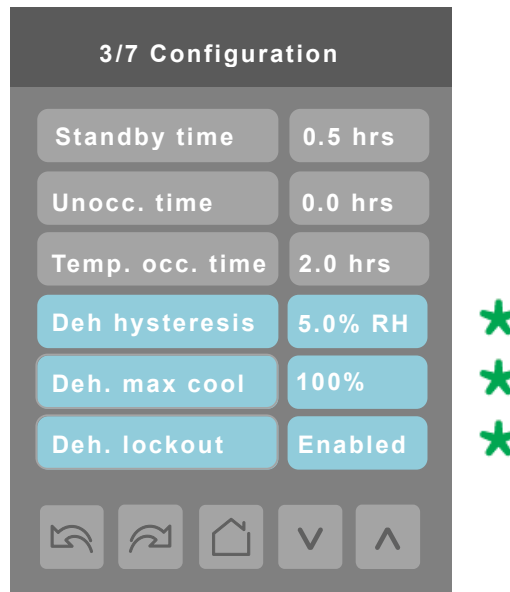 3/7 Configuration
Standby time 0.5 hrs
Unocc. time 0.0 hrs
Temp. occ. time 2.0 hrs
Deh hysteresis 5.0% RH
Deh. max cool 100%
Deh. lockout Enabled